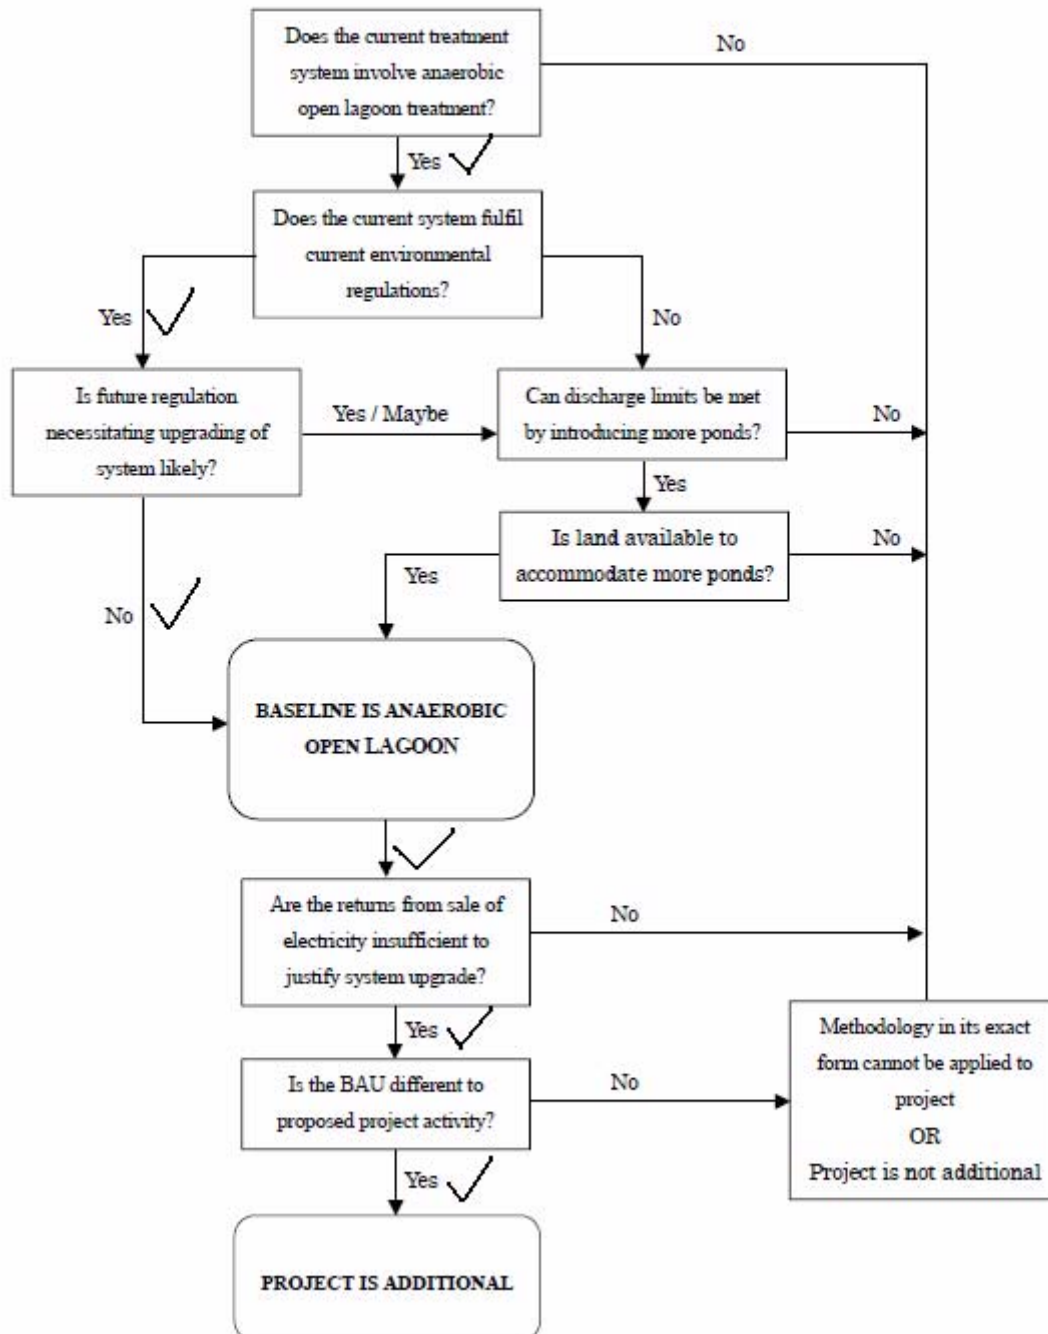 Does the current treatment
system involve anaerobic
open lagoon treatment?
No
Yes
Does the current system fulfil
current environmental
regulations?
Yes
No
Is future regulation
necessitating upgrading of
system likely?
Yes / Maybe
Can discharge limits be met
by introducing more ponds?
No
Yes
Is land available to
accommodate more ponds?
No
Yes
No
BASELINE IS ANAEROBIC
OPEN LAGOON
Are the returns from sale of
electricity insufficient to
justify system upgrade?
No
Yes
Is the BAU different to
proposed project activity?
No
Methodology in its exact
form cannot be applied to
project
OR
Project is not additional
Yes
PROJECT IS ADDITIONAL